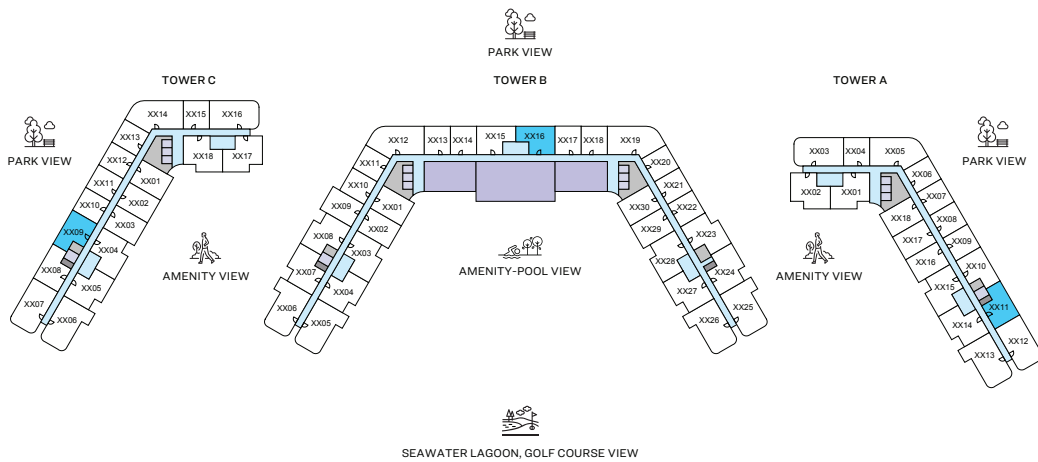 PARK VIEW
TOWER C
TOWER B
TOWER A
PARK VIEW
PARK VIEW
XX14
XX15
XX16
XX13
XX12
XX11
XX10
XX09
XX08
XX07
XX06
XX05
XX04
XX03
XX02
XX01
XX18
XX17
AMENITY VIEW
XX12
XX13
XX14
XX15
XX16
XX17
XX18
XX19
XX11
XX10
XX09
XX08
XX07
XX06
XX05
XX04
XX03
XX02
XX01
XX20
XX21
XX22
XX23
XX24
XX25
XX26
XX27
XX28
XX29
XX30
AMENITY-POOL VIEW
AMENITY VIEW
XX03
XX04
XX05
XX02
XX01
XX06
XX07
XX08
XX09
XX10
XX11
XX12
XX13
XX14
XX15
XX16
XX17
XX18
SEAWATER LAGOON, GOLF COURSE VIEW